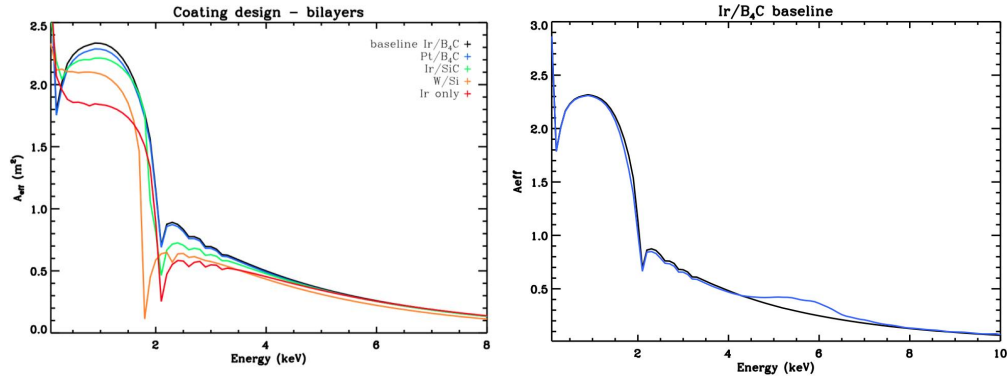 Coating design - bilayers
baseline Ir/B₄C +
Pt/B₄C +
Ir/SiC +
W/Si +
Ir only +
2.5
2.0
1.5
1.0
0.5
0.0
A_eff (m²)
2
4
6
8
Energy (keV)
Ir/B₄C baseline
3.0
2.5
2.0
1.5
1.0
0.5
Aeff
2
4
6
8
10
Energy (keV)